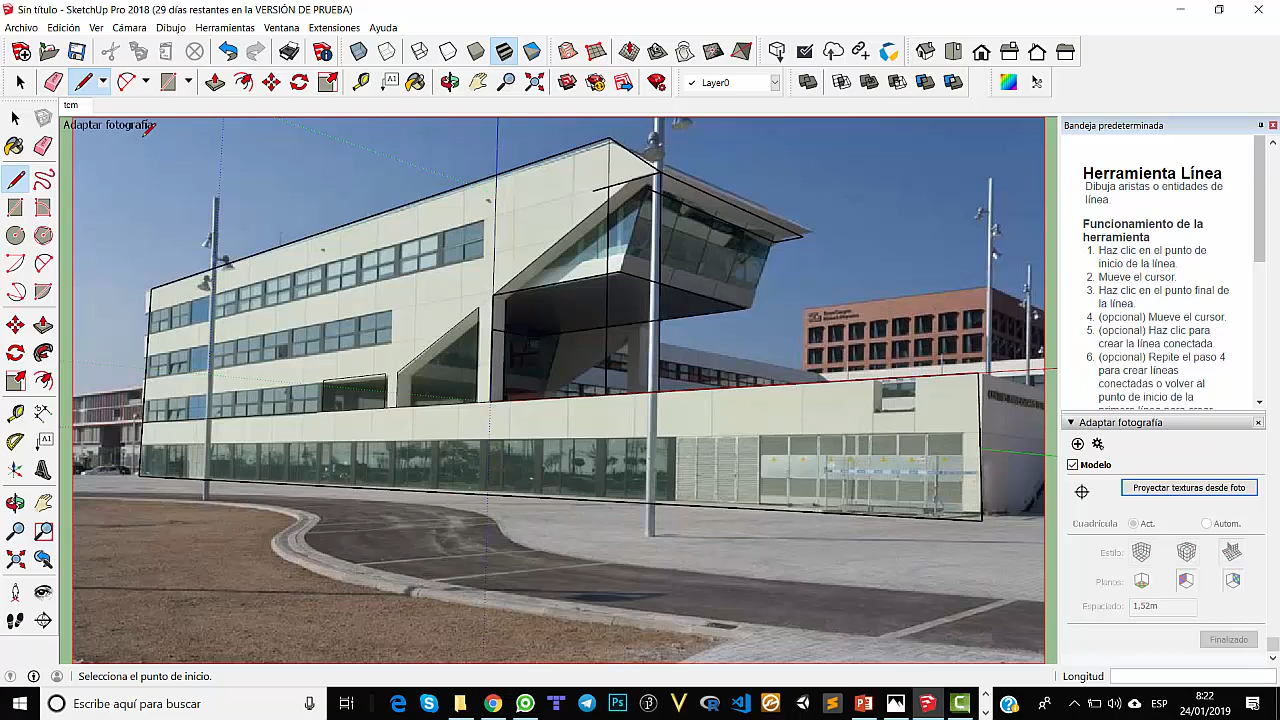 Sin título - SketchUp Pro 2018 (29 días restantes en la VERSIÓN DE PRUEBA)
Archivo Edición Ver Cámara Dibujo Herramientas Ventana Extensiones Ayuda
A1
Layer0
tcm
Adaptar fotografía
Bandeja predeterminada
Herramienta Línea
Dibuja aristas o entidades de
línea.
Funcionamiento de la
herramienta
1. Haz clic en el punto de
inicio de la línea.
2. Mueve el cursor.
3. Haz clic en el punto final de
la línea.
4. (opcional) Mueve el cursor.
5. (opcional) Haz clic para
crear la línea conectada.
6. (opcional) Repite el paso 4
para crear líneas
conectadas o volver al
punto de inicio de la
A1
Adaptar fotografía
Modelo
Proyectar texturas desde foto
Cuadrícula Act. Autom.
Estilo:
Planos:
Espaciado: 1,52m
Finalizado
Selecciona el punto de inicio.
Longitud
Escribe aquí para buscar
Ps
ESP
8:22
24/01/2019